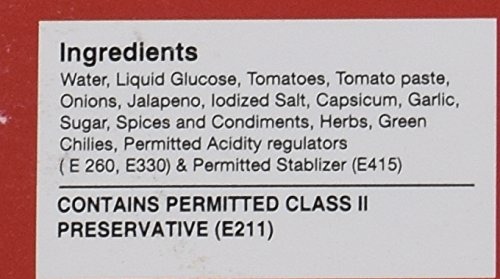 Ingredients
Water, Liquid Glucose, Tomatoes, Tomato paste,
Onions, Jalapeno, Iodized Salt, Capsicum, Garlic,
Sugar, Spices and Condiments, Herbs, Green
Chilies, Permitted Acidity regulators
( E 260, E330) & Permitted Stablizer (E415)
CONTAINS PERMITTED CLASS II
PRESERVATIVE (E211)